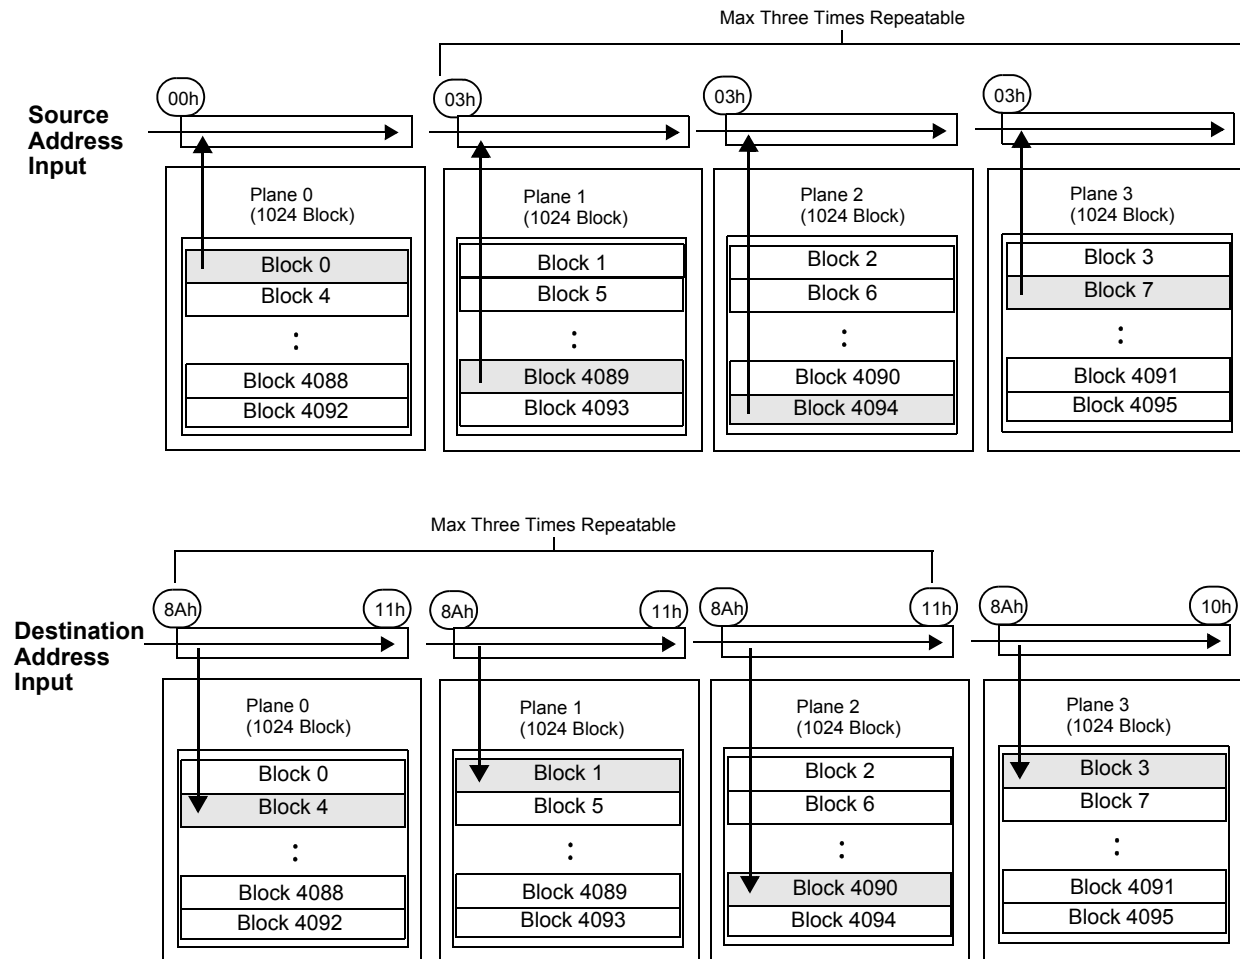 Max Three Times Repeatable
Source
Address
Input
00h
03h
03h
03h
Plane 0
(1024 Block)
Block 0
Block 4
:
Block 4088
Block 4092
Plane 1
(1024 Block)
Block 1
Block 5
:
Block 4089
Block 4093
Plane 2
(1024 Block)
Block 2
Block 6
:
Block 4090
Block 4094
Plane 3
(1024 Block)
Block 3
Block 7
:
Block 4091
Block 4095
Max Three Times Repeatable
Destination
Address
Input
8Ah
11h
8Ah
11h
8Ah
11h
8Ah
10h
Plane 0
(1024 Block)
Block 0
Block 4
:
Block 4088
Block 4092
Plane 1
(1024 Block)
Block 1
Block 5
:
Block 4089
Block 4093
Plane 2
(1024 Block)
Block 2
Block 6
:
Block 4090
Block 4094
Plane 3
(1024 Block)
Block 3
Block 7
:
Block 4091
Block 4095